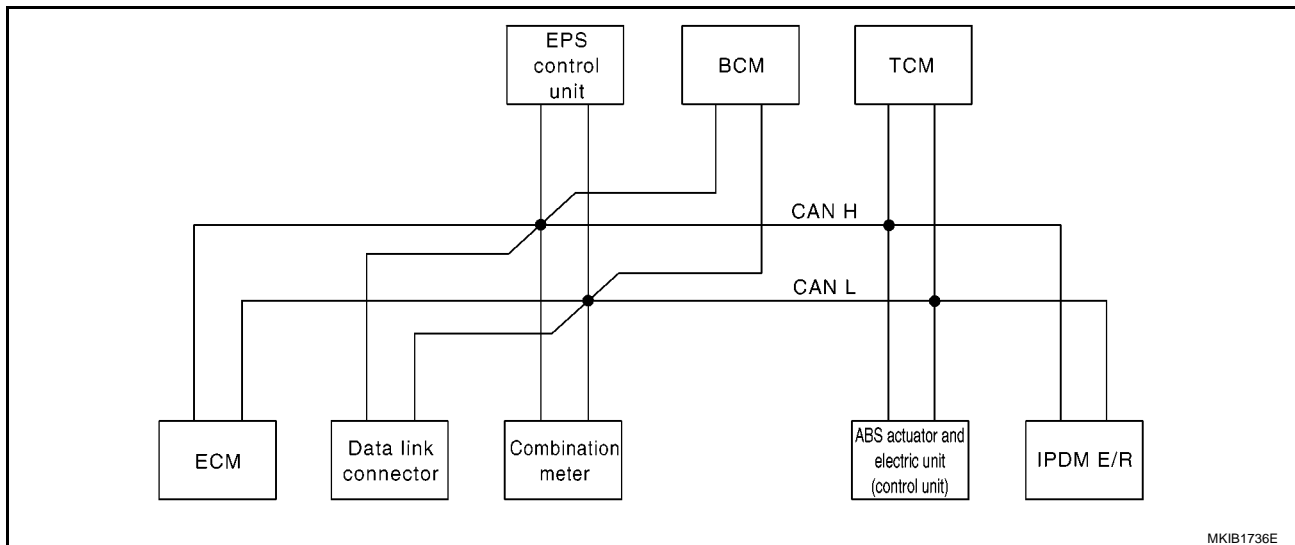 EPS
control
unit
BCM
TCM
CAN H
CAN L
ECM
Data link
connector
Combination
meter
ABS actuator and
electric unit
(control unit)
IPDM E/R
MKIB1736E